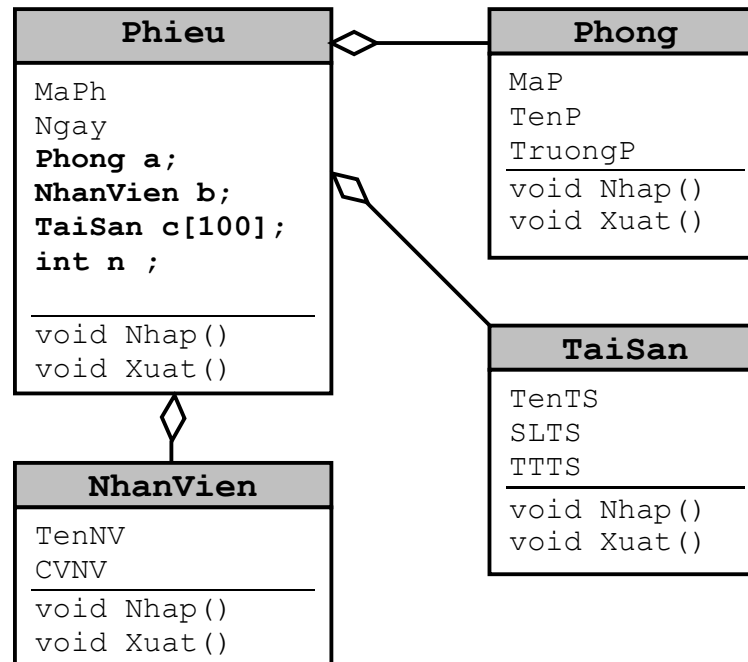 Phieu
MaPh
Ngay
Phong a;
NhanVien b;
TaiSan c[100];
int n ;
void Nhap()
void Xuat()
Phong
MaP
TenP
TruongP
void Nhap()
void Xuat()
TaiSan
TenTS
SLTS
TTTS
void Nhap()
void Xuat()
NhanVien
TenNV
CVNV
void Nhap()
void Xuat()